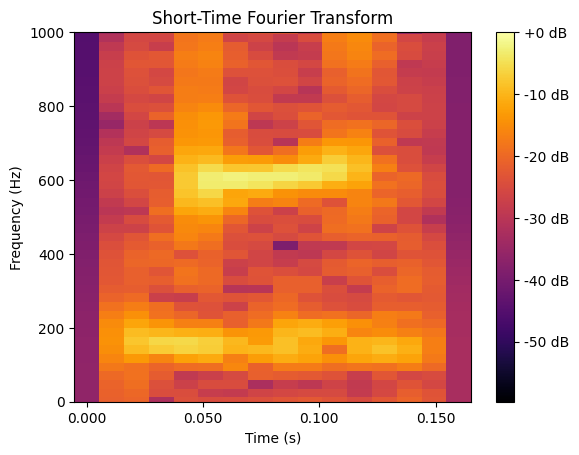 Short-Time Fourier Transform
Frequency (Hz)
1000
800
600
400
200
0
0.000
0.050
0.100
0.150
Time (s)
+0 dB
-10 dB
-20 dB
-30 dB
-40 dB
-50 dB